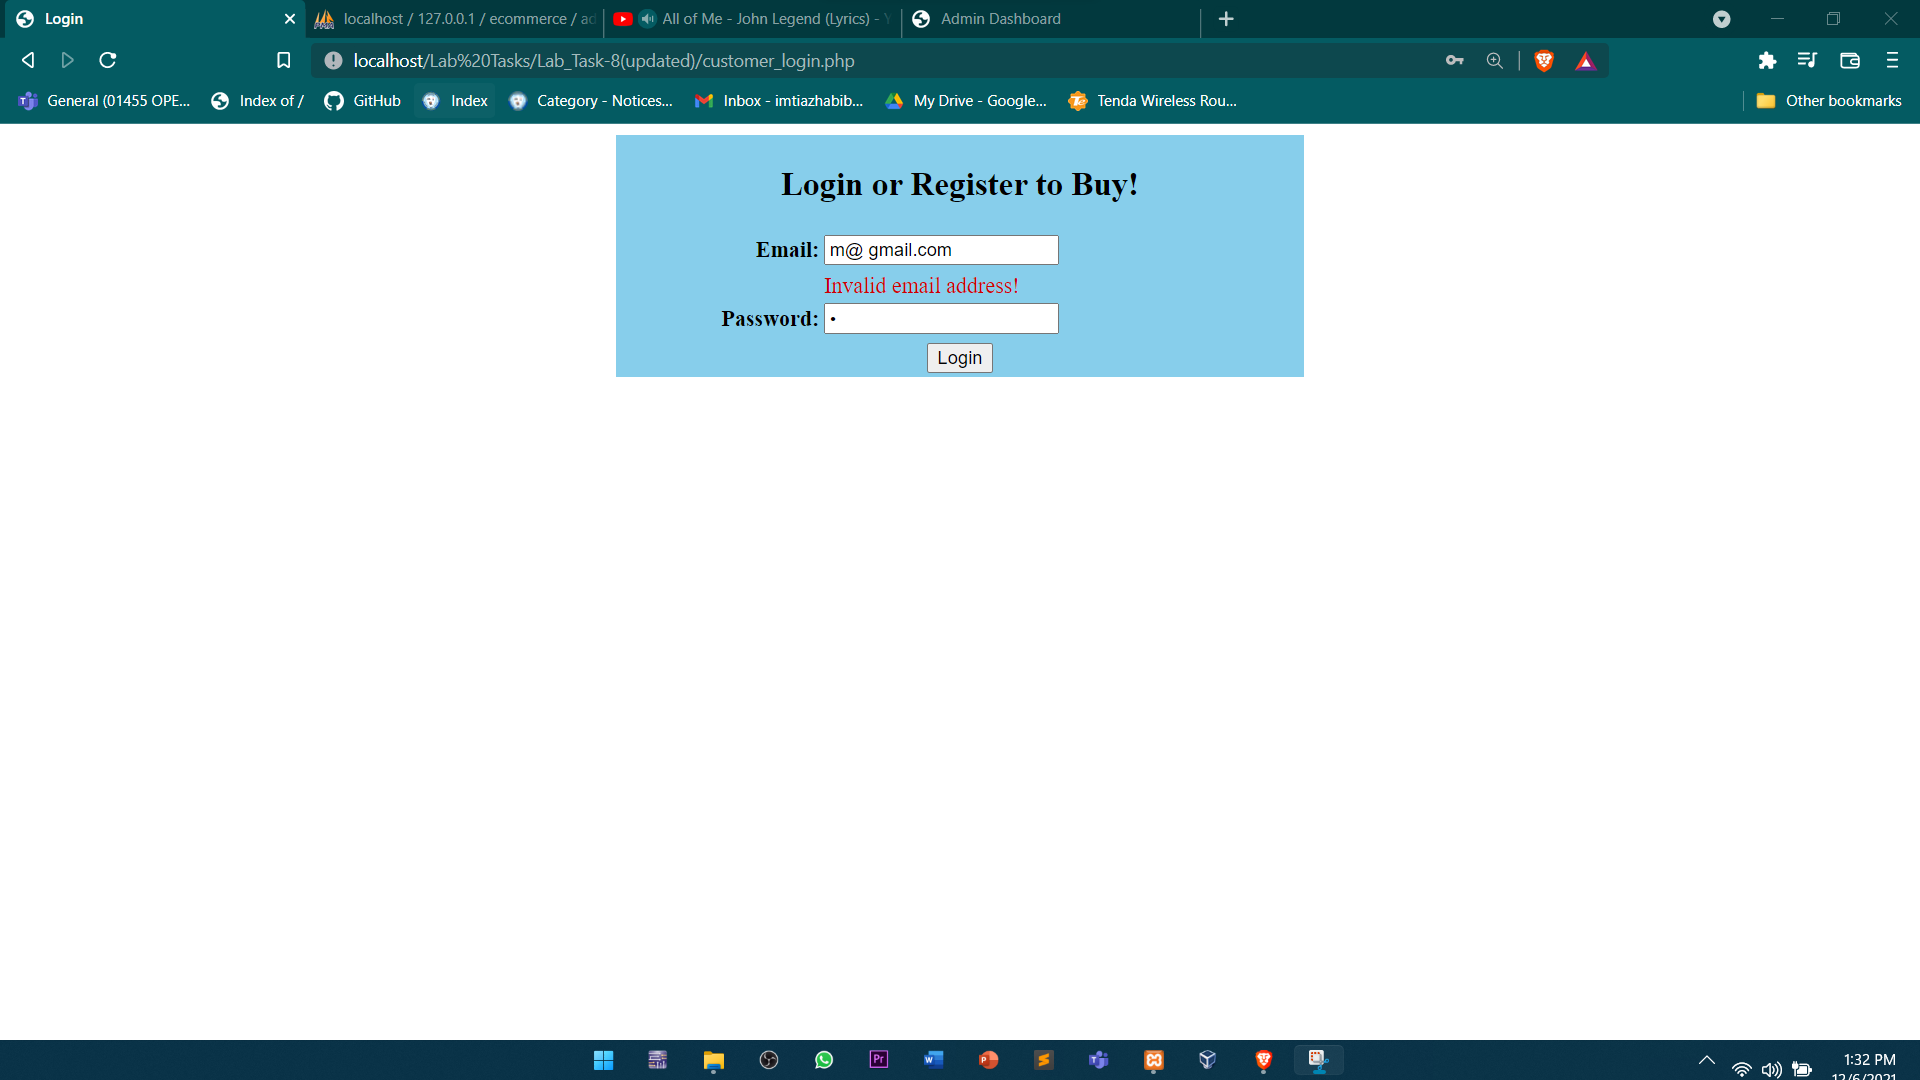 Login
localhost / 127.0.0.1 / ecommerce / ad
All of Me - John Legend (Lyrics) - Y
Admin Dashboard
localhost/Lab%20Tasks/Lab_Task-8(updated)/customer_login.php
General (01455 OPE...
Index of /
GitHub
Index
Category - Notices...
Inbox - imtiazhabib...
My Drive - Google...
Tenda Wireless Rou...
Other bookmarks
Login or Register to Buy!
Email: m@ gmail.com
Invalid email address!
Password: •
Login
1:32 PM
12/6/2021